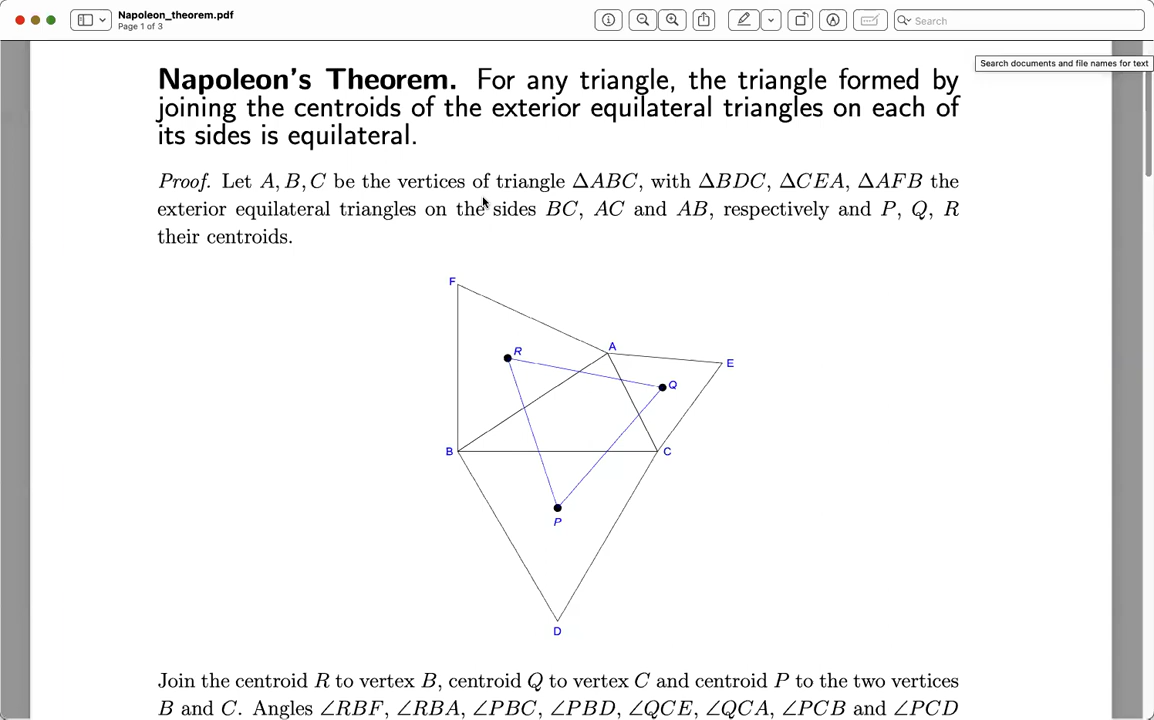 Napoleon_theorem.pdf
Page 1 of 3
Search
Search documents and file names for text
Napoleon's Theorem. For any triangle, the triangle formed by
joining the centroids of the exterior equilateral triangles on each of
its sides is equilateral.
Proof. Let A, B, C be the vertices of triangle ΔABC, with ΔBDC, ΔCEA, ΔAFB the
exterior equilateral triangles on the sides BC, AC and AB, respectively and P, Q, R
their centroids.
F
R
A
E
Q
B
C
P
D
Join the centroid R to vertex B, centroid Q to vertex C and centroid P to the two vertices
B and C. Angles ∠RBF, ∠RBA, ∠PBC, ∠PBD, ∠QCE, ∠QCA, ∠PCB and ∠PCD